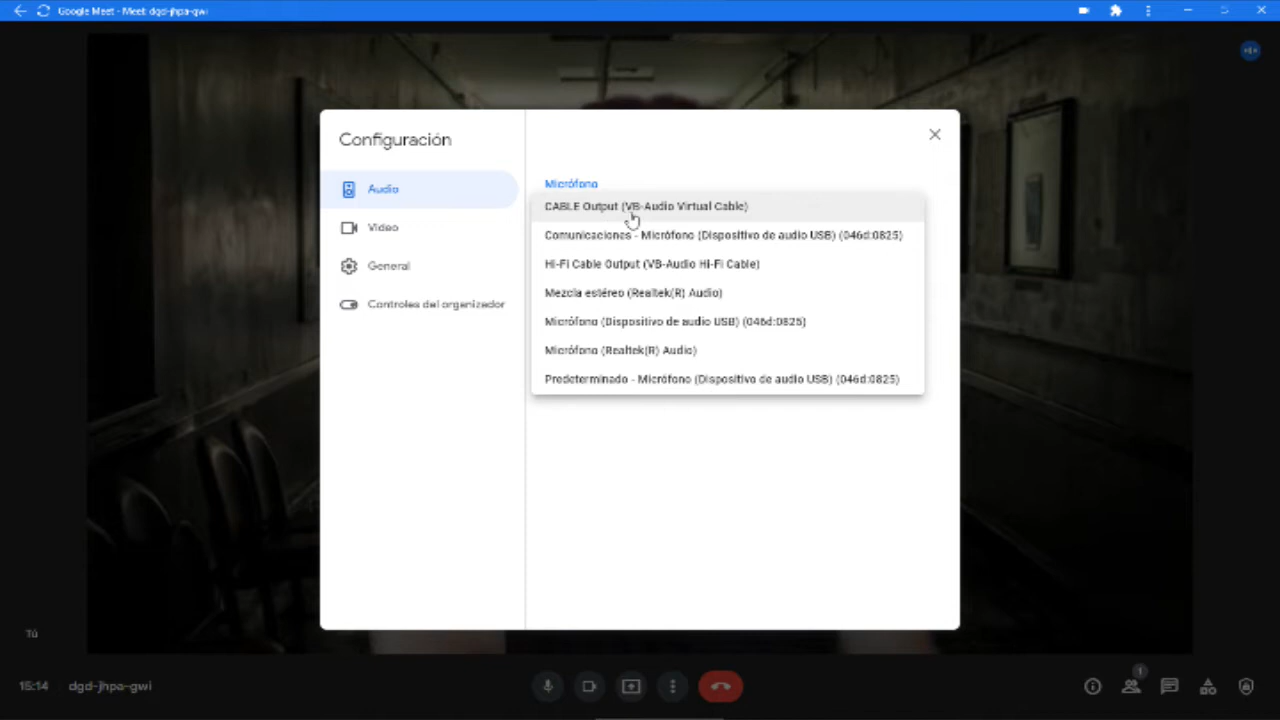 Google Meet - Meet: dgd-jhpa-gwi
Configuración
Audio
Video
General
Controles del organizador
Micrófono
CABLE Output (VB-Audio Virtual Cable)
Comunicaciones - Micrófono (Dispositivo de audio USB) (046d:0825)
Hi-Fi Cable Output (VB-Audio Hi-Fi Cable)
Mezcla estéreo (Realtek(R) Audio)
Micrófono (Dispositivo de audio USB) (046d:0825)
Micrófono (Realtek(R) Audio)
Predeterminado - Micrófono (Dispositivo de audio USB) (046d:0825)
Tú
15:14 dgd-jhpa-gwi
1